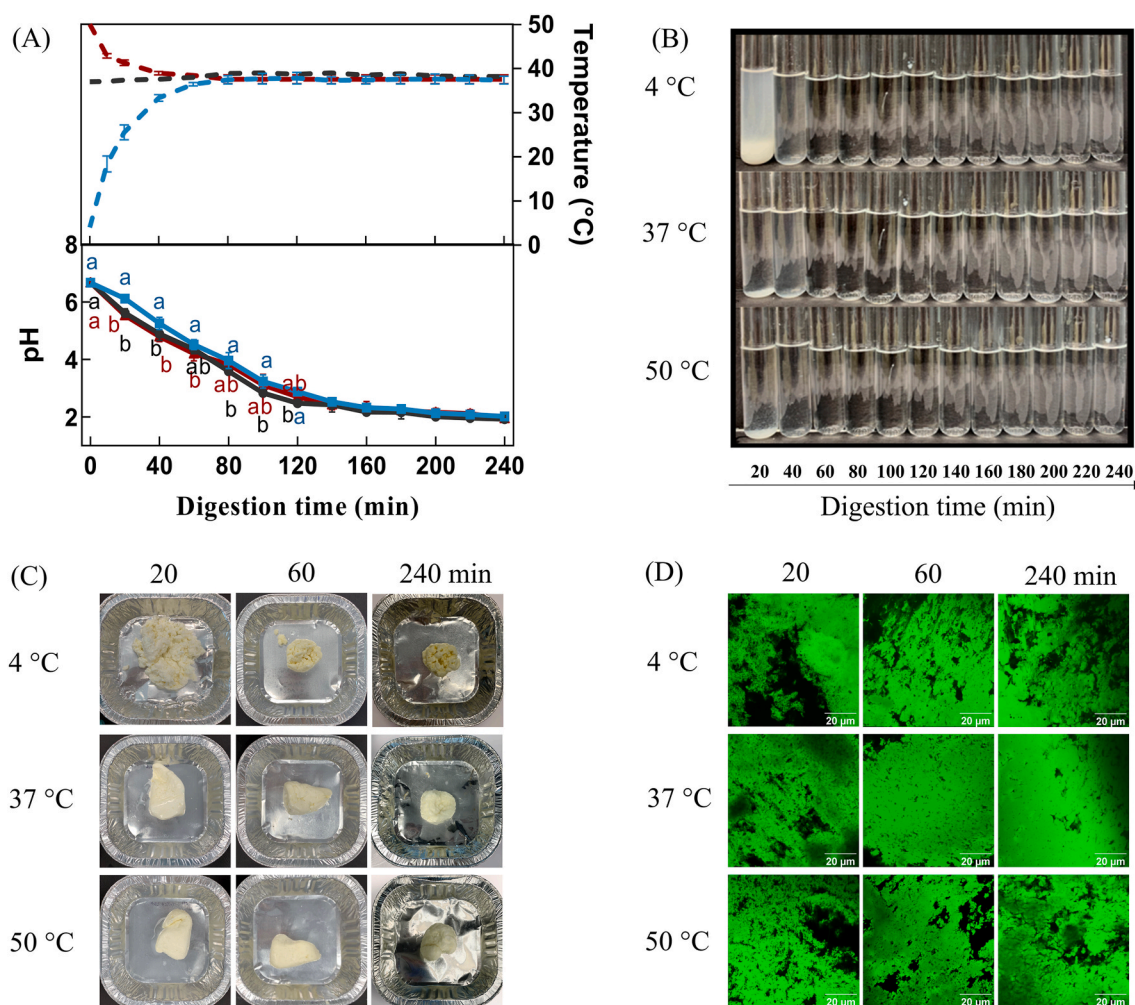 (A)
50
40
30
20
10
0
Temperature (°C)
8
6
4
2
pH
a
a
a
a
a
a
a
a
b
b
b
b
b
a
b
ab
b
ab
b
ab
b
ab
b
a
0
40
80
120
160
200
240
Digestion time (min)
(B)
4 °C
37 °C
50 °C
20 40 60 80 100 120 140 160 180 200 220 240
Digestion time (min)
(C)
20 60 240 min
4 °C
37 °C
50 °C
(D)
20 60 240 min
4 °C
20 µm 20 µm 20 µm
37 °C
20 µm 20 µm 20 µm
50 °C
20 µm 20 µm 20 µm